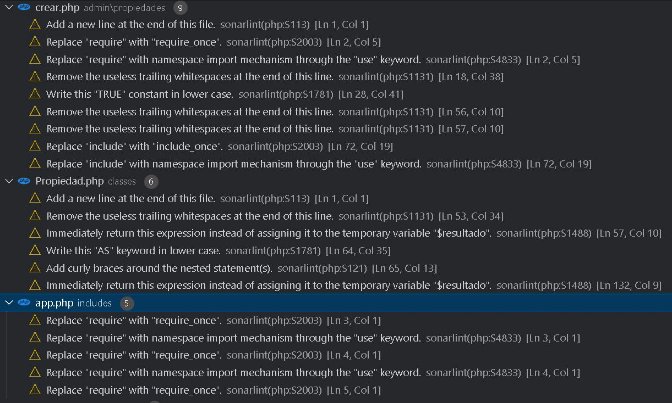 crear.php admin\propiedades 9
Add a new line at the end of this file. sonarlint(php:S113) [Ln 1, Col 1]
Replace "require" with "require_once". sonarlint(php:S2003) [Ln 2, Col 5]
Replace "require" with namespace import mechanism through the "use" keyword. sonarlint(php:S4833) [Ln 2, Col 5]
Remove the useless trailing whitespaces at the end of this line. sonarlint(php:S1131) [Ln 18, Col 38]
Write this "TRUE" constant in lower case. sonarlint(php:S1781) [Ln 28, Col 41]
Remove the useless trailing whitespaces at the end of this line. sonarlint(php:S1131) [Ln 56, Col 10]
Remove the useless trailing whitespaces at the end of this line. sonarlint(php:S1131) [Ln 57, Col 10]
Replace "include" with "include_once". sonarlint(php:S2003) [Ln 72, Col 19]
Replace "include" with namespace import mechanism through the "use" keyword. sonarlint(php:S4833) [Ln 72, Col 19]
Propiedad.php classes 6
Add a new line at the end of this file. sonarlint(php:S113) [Ln 1, Col 1]
Remove the useless trailing whitespaces at the end of this line. sonarlint(php:S1131) [Ln 53, Col 34]
Immediately return this expression instead of assigning it to the temporary variable "$resultado". sonarlint(php:S1488) [Ln 57, Col 10]
Write this "AS" keyword in lower case. sonarlint(php:S1781) [Ln 64, Col 35]
Add curly braces around the nested statement(s). sonarlint(php:S121) [Ln 65, Col 13]
Immediately return this expression instead of assigning it to the temporary variable "$resultado". sonarlint(php:S1488) [Ln 132, Col 9]
app.php includes 5
Replace "require" with "require_once". sonarlint(php:S2003) [Ln 3, Col 1]
Replace "require" with namespace import mechanism through the "use" keyword. sonarlint(php:S4833) [Ln 3, Col 1]
Replace "require" with "require_once". sonarlint(php:S2003) [Ln 4, Col 1]
Replace "require" with namespace import mechanism through the "use" keyword. sonarlint(php:S4833) [Ln 4, Col 1]
Replace "require" with "require_once". sonarlint(php:S2003) [Ln 5, Col 1]